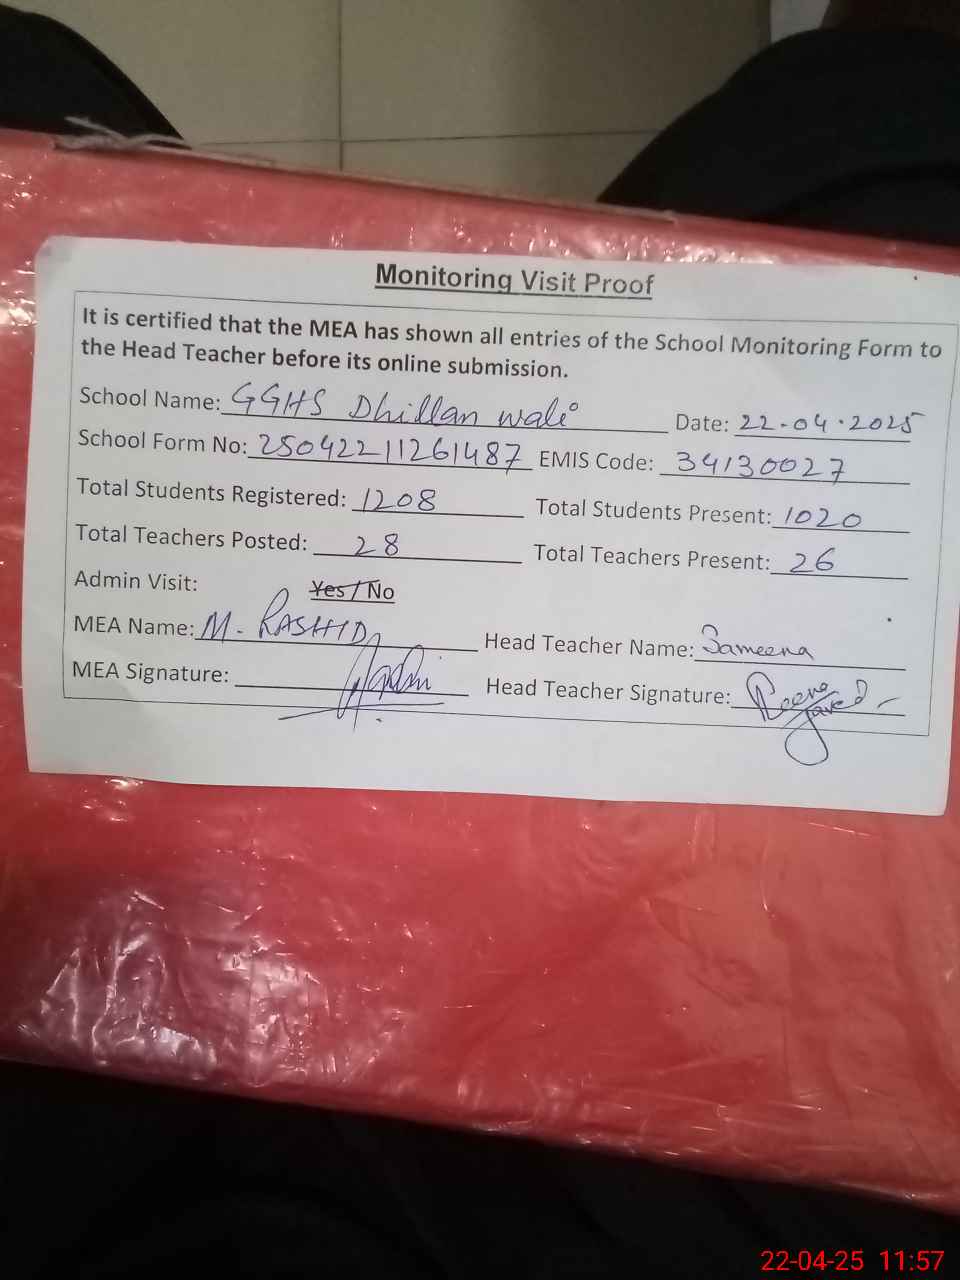 Monitoring Visit Proof
It is certified that the MEA has shown all entries of the School Monitoring Form to
the Head Teacher before its online submission.
School Name: GGHS Dhillan wali Date: 22-04-2025
School Form No: 25042211261487 EMIS Code: 34130027
Total Students Registered: 1208 Total Students Present: 1020
Total Teachers Posted: 28 Total Teachers Present: 26
Admin Visit: Yes / No
MEA Name: M. RASHID Head Teacher Name: Sameena
MEA Signature: Head Teacher Signature:
22-04-25 11:57